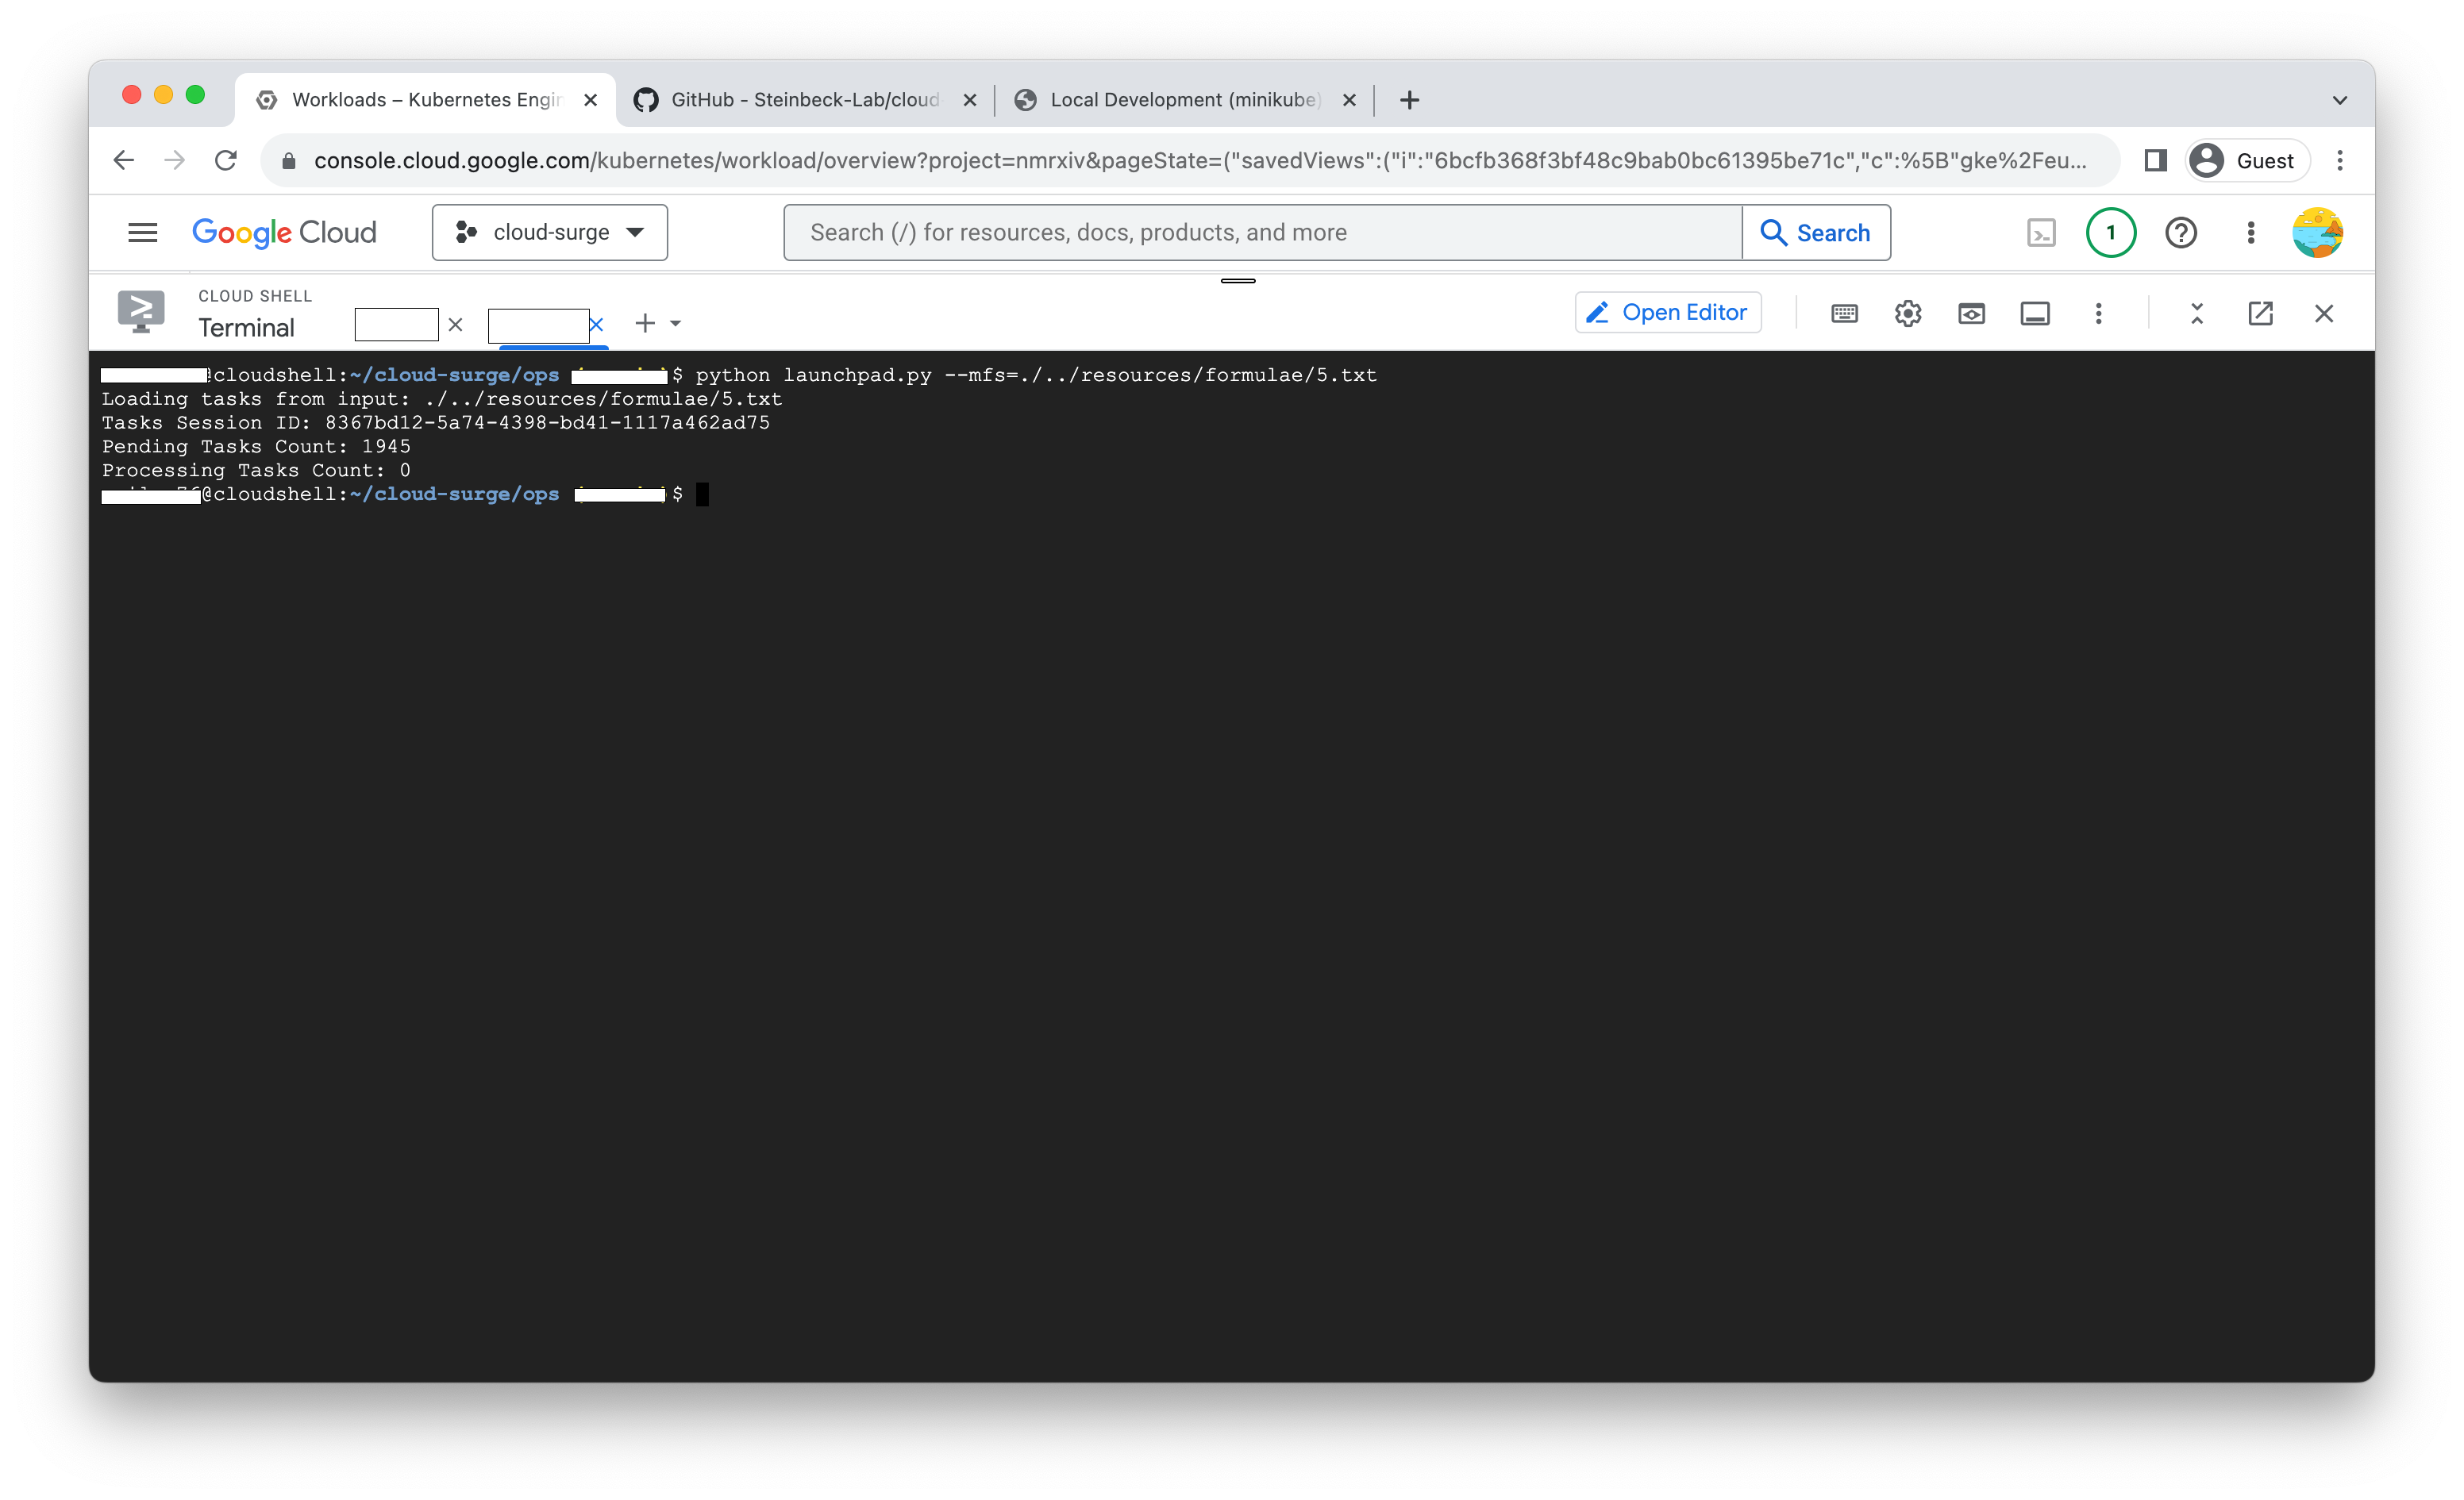 Workloads – Kubernetes Engin
GitHub - Steinbeck-Lab/cloud
Local Development (minikube)
console.cloud.google.com/kubernetes/workload/overview?project=nmrxiv&pageState=("savedViews":("i":"6bcfb368f3bf48c9bab0bc61395be71c","c":%5B"gke%2Feu...
Guest
Google Cloud
cloud-surge
Search (/) for resources, docs, products, and more
Search
1
CLOUD SHELL
Terminal
Open Editor
@cloudshell:~/cloud-surge/ops $ python launchpad.py --mfs=./../resources/formulae/5.txt
Loading tasks from input: ./../resources/formulae/5.txt
Tasks Session ID: 8367bd12-5a74-4398-bd41-1117a462ad75
Pending Tasks Count: 1945
Processing Tasks Count: 0
@cloudshell:~/cloud-surge/ops $